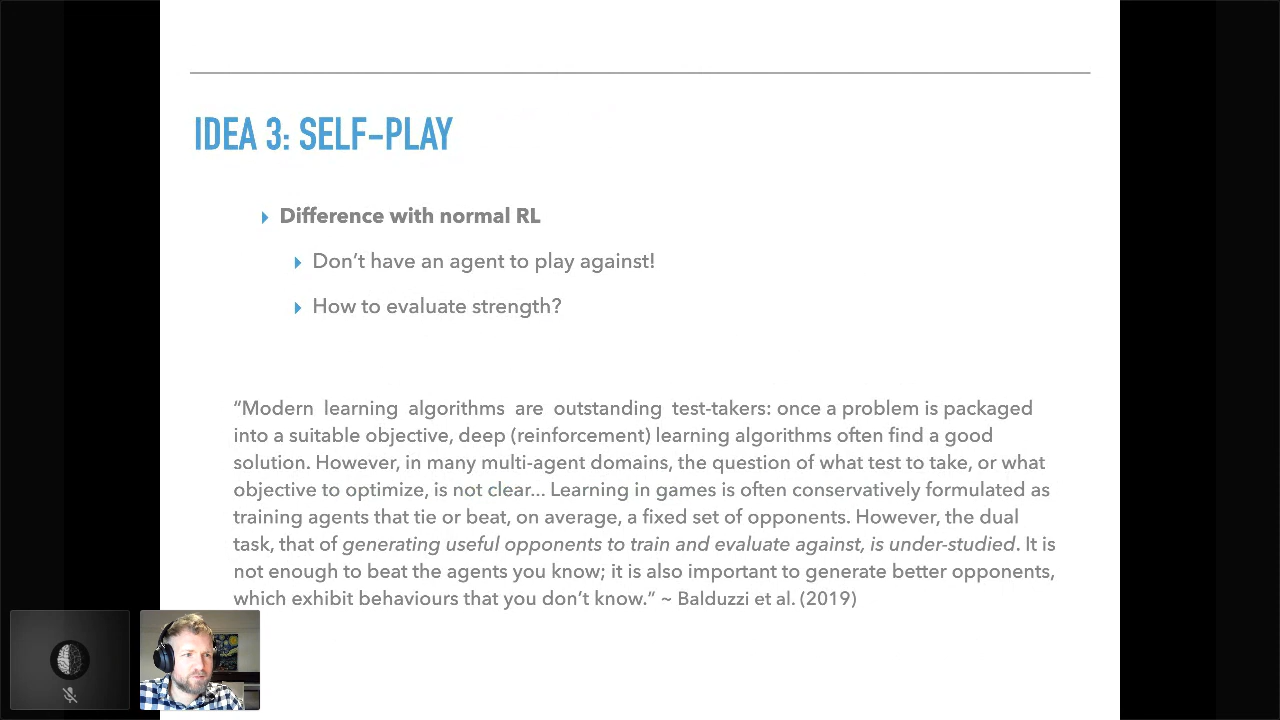 IDEA 3: SELF-PLAY
Difference with normal RL
Don’t have an agent to play against!
How to evaluate strength?
“Modern learning algorithms are outstanding test-takers: once a problem is packaged
into a suitable objective, deep (reinforcement) learning algorithms often find a good
solution. However, in many multi-agent domains, the question of what test to take, or what
objective to optimize, is not clear... Learning in games is often conservatively formulated as
training agents that tie or beat, on average, a fixed set of opponents. However, the dual
task, that of generating useful opponents to train and evaluate against, is under-studied. It is
not enough to beat the agents you know; it is also important to generate better opponents,
which exhibit behaviours that you don’t know.” ~ Balduzzi et al. (2019)